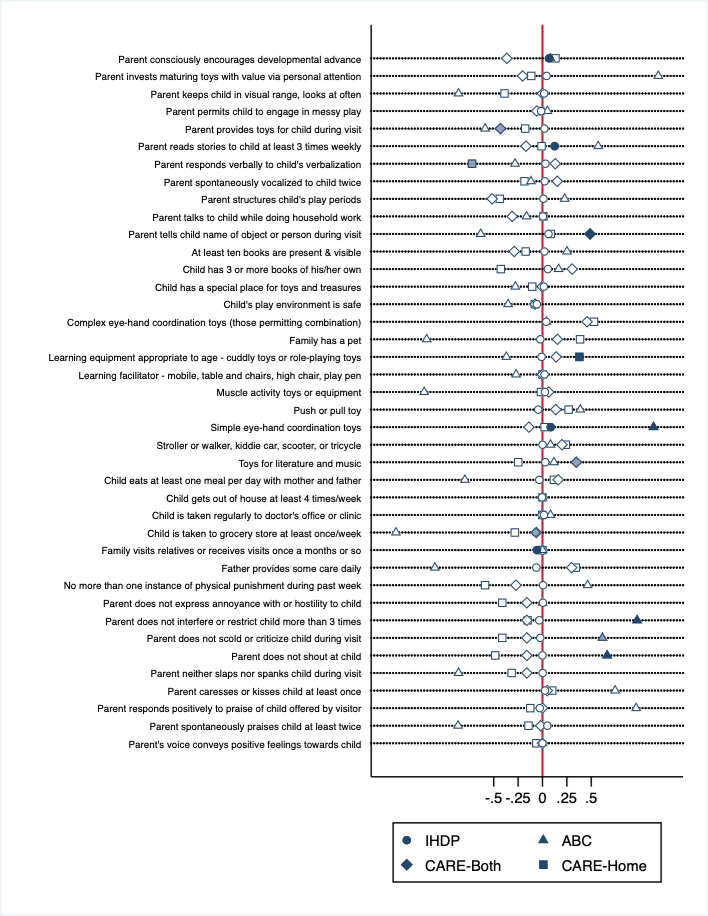 Parent consciously encourages developmental advance
Parent invests maturing toys with value via personal attention
Parent keeps child in visual range, looks at often
Parent permits child to engage in messy play
Parent provides toys for child during visit
Parent reads stories to child at least 3 times weekly
Parent responds verbally to child's verbalization
Parent spontaneously vocalized to child twice
Parent structures child's play periods
Parent talks to child while doing household work
Parent tells child name of object or person during visit
At least ten books are present & visible
Child has 3 or more books of his/her own
Child has a special place for toys and treasures
Child's play environment is safe
Complex eye-hand coordination toys (those permitting combination)
Family has a pet
Learning equipment appropriate to age - cuddly toys or role-playing toys
Learning facilitator - mobile, table and chairs, high chair, play pen
Muscle activity toys or equipment
Push or pull toy
Simple eye-hand coordination toys
Stroller or walker, kiddie car, scooter, or tricycle
Toys for literature and music
Child eats at least one meal per day with mother and father
Child gets out of house at least 4 times/week
Child is taken regularly to doctor's office or clinic
Child is taken to grocery store at least once/week
Family visits relatives or receives visits once a months or so
Father provides some care daily
No more than one instance of physical punishment during past week
Parent does not express annoyance with or hostility to child
Parent does not interfere or restrict child more than 3 times
Parent does not scold or criticize child during visit
Parent does not shout at child
Parent neither slaps nor spanks child during visit
Parent caresses or kisses child at least once
Parent responds positively to praise of child offered by visitor
Parent spontaneously praises child at least twice
Parent's voice conveys positive feelings towards child
-.5 -.25 0 .25 .5
IHDP ABC
CARE-Both CARE-Home